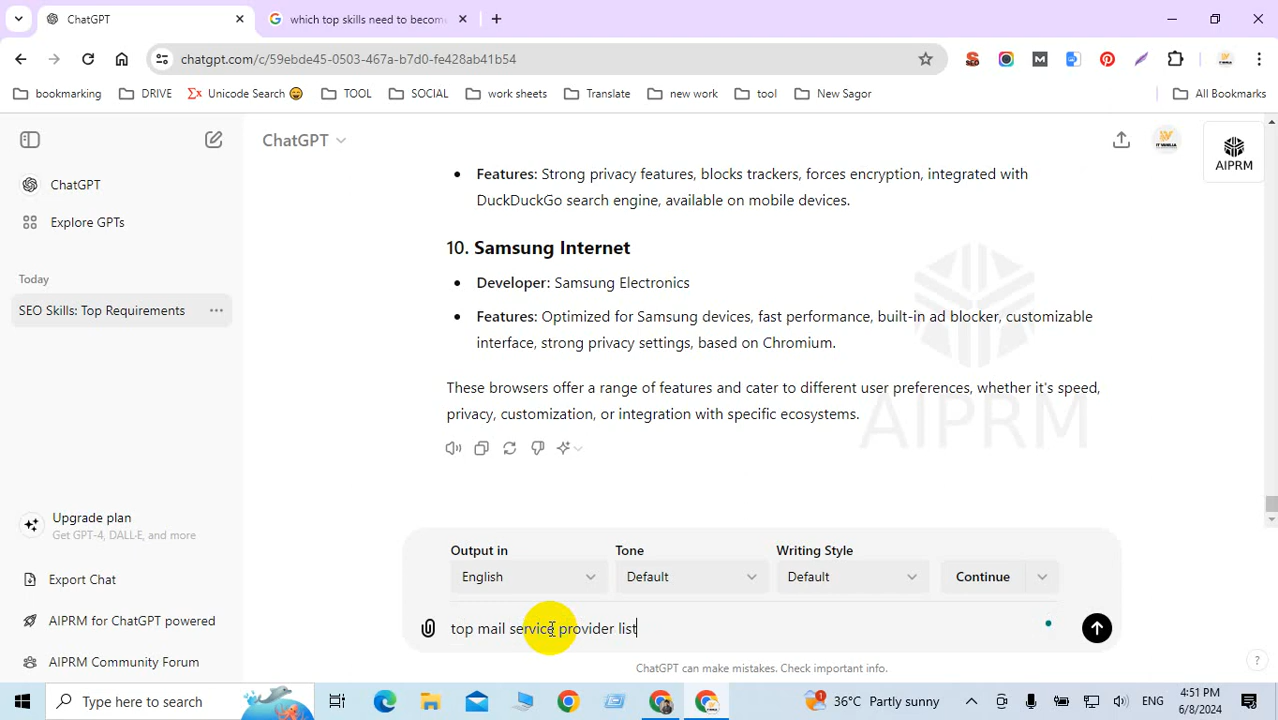 ChatGPT
which top skills need to becom
chatgpt.com/c/59ebde45-0503-467a-b7d0-fe428ab41b54
bookmarking
DRIVE
Unicode Search
TOOL
SOCIAL
work sheets
Translate
new work
tool
New Sagor
All Bookmarks
ChatGPT
AIPRM
ChatGPT
Explore GPTs
Today
SEO Skills: Top Requirements
Features: Strong privacy features, blocks trackers, forces encryption, integrated with
DuckDuckGo search engine, available on mobile devices.
10. Samsung Internet
Developer: Samsung Electronics
Features: Optimized for Samsung devices, fast performance, built-in ad blocker, customizable
interface, strong privacy settings, based on Chromium.
These browsers offer a range of features and cater to different user preferences, whether it's speed,
privacy, customization, or integration with specific ecosystems.
AIPRM
Upgrade plan
Get GPT-4, DALL·E, and more
Export Chat
AIPRM for ChatGPT powered
AIPRM Community Forum
Output in
Tone
Writing Style
English
Default
Default
Continue
top mail service provider list
ChatGPT can make mistakes. Check important info.
?
Type here to search
1
36°C Partly sunny
ENG
4:51 PM
6/8/2024